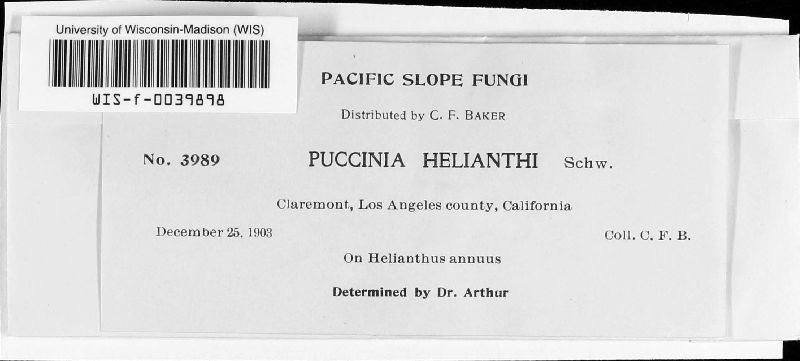 University of Wisconsin-Madison (WIS)
WIS-f-0039898
PACIFIC SLOPE FUNGI
Distributed by C. F. BAKER
No. 3989 PUCCINIA HELIANTHI Schw.
Claremont, Los Angeles county, California
December 25, 1903 Coll. C. F. B.
On Helianthus annuus
Determined by Dr. Arthur